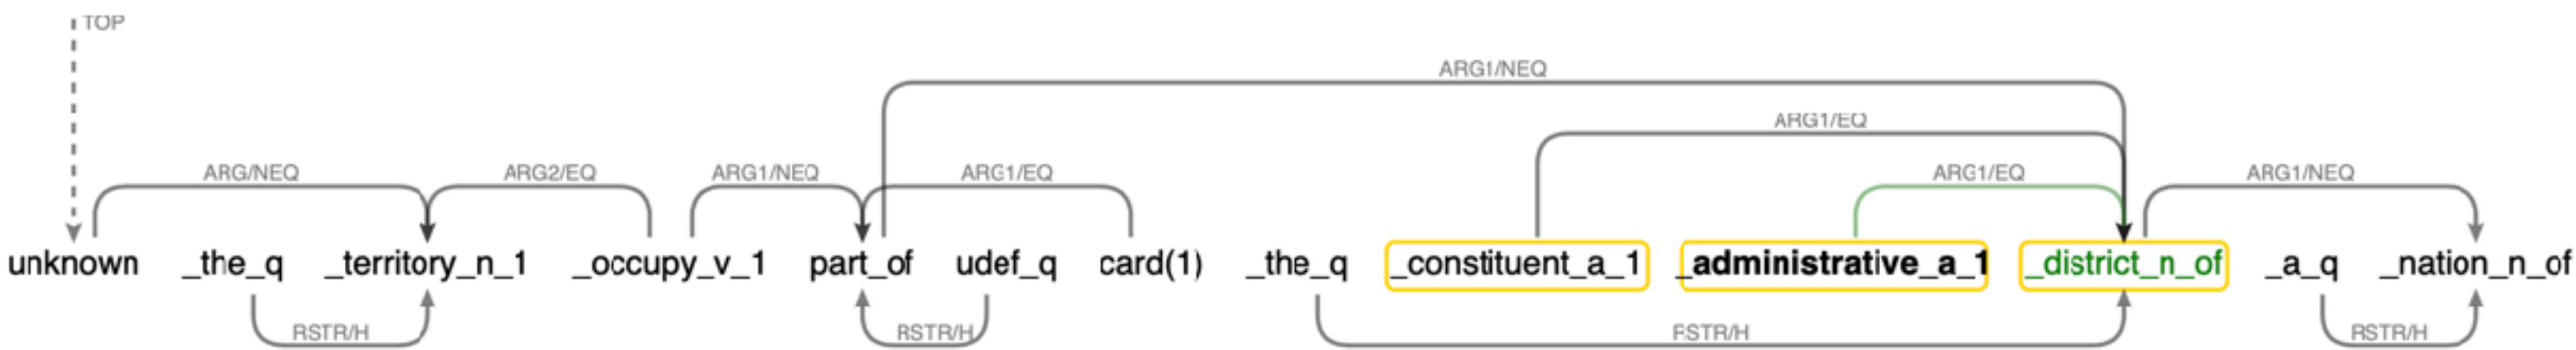 TOP
ARG1/NEQ
ARG1/EQ
ARG/NEQ ARG2/EQ ARG1/NEQ ARG1/EQ ARG1/EQ ARG1/NEQ
unknown _the_q _territory_n_1 _occupy_v_1 part_of udef_q card(1) _the_q _constituent_a_1 _administrative_a_1 _district_n_of _a_q _nation_n_of
RSTR/H RSTR/H RSTR/H RSTR/H